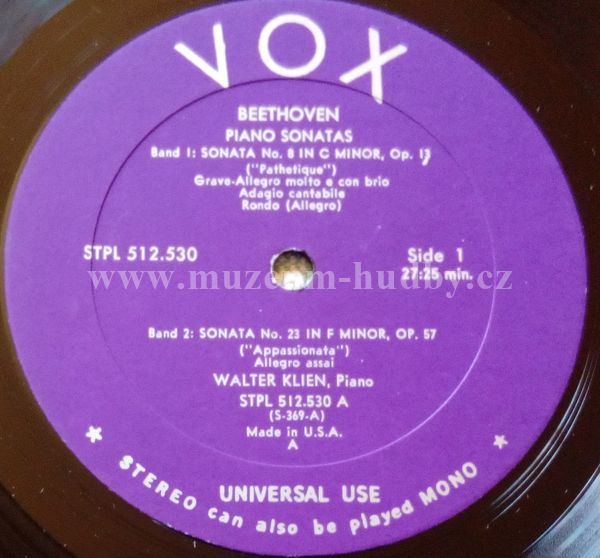 VOX
BEETHOVEN
PIANO SONATAS
Band 1: SONATA No. 8 IN C MINOR, Op. 13
("Pathetique")
Grave-Allegro molto e con brio
Adagio cantabile
Rondo (Allegro)
STPL 512.530
Side 1
27:25 min.
www.muzeum-hudby.cz
Band 2: SONATA No. 23 IN F MINOR, OP. 57
("Appassionata")
Allegro assai
WALTER KLIEN, Piano
STPL 512.530 A
(S-369-A)
Made in U.S.A.
A
UNIVERSAL USE
* STEREO can also be played MONO *